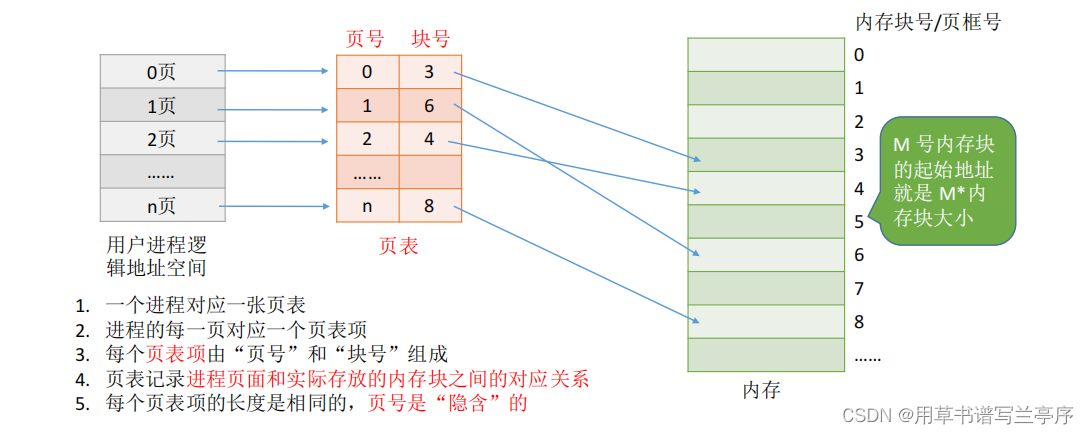 内存块号/页框号
页号 块号
0页 0 3 0
1页 1 6 1
2页 2 4 2
…… …… 3
n页 n 8 4
5
6
7
8
……
M 号内存块
的起始地址
就是 M*内
存块大小
用户进程逻
辑地址空间
页表
内存
1. 一个进程对应一张页表
2. 进程的每一页对应一个页表项
3. 每个页表项由“页号”和“块号”组成
4. 页表记录进程页面和实际存放的内存块之间的对应关系
5. 每个页表项的长度是相同的，页号是“隐含”的
CSDN @用草书谱写兰亭序